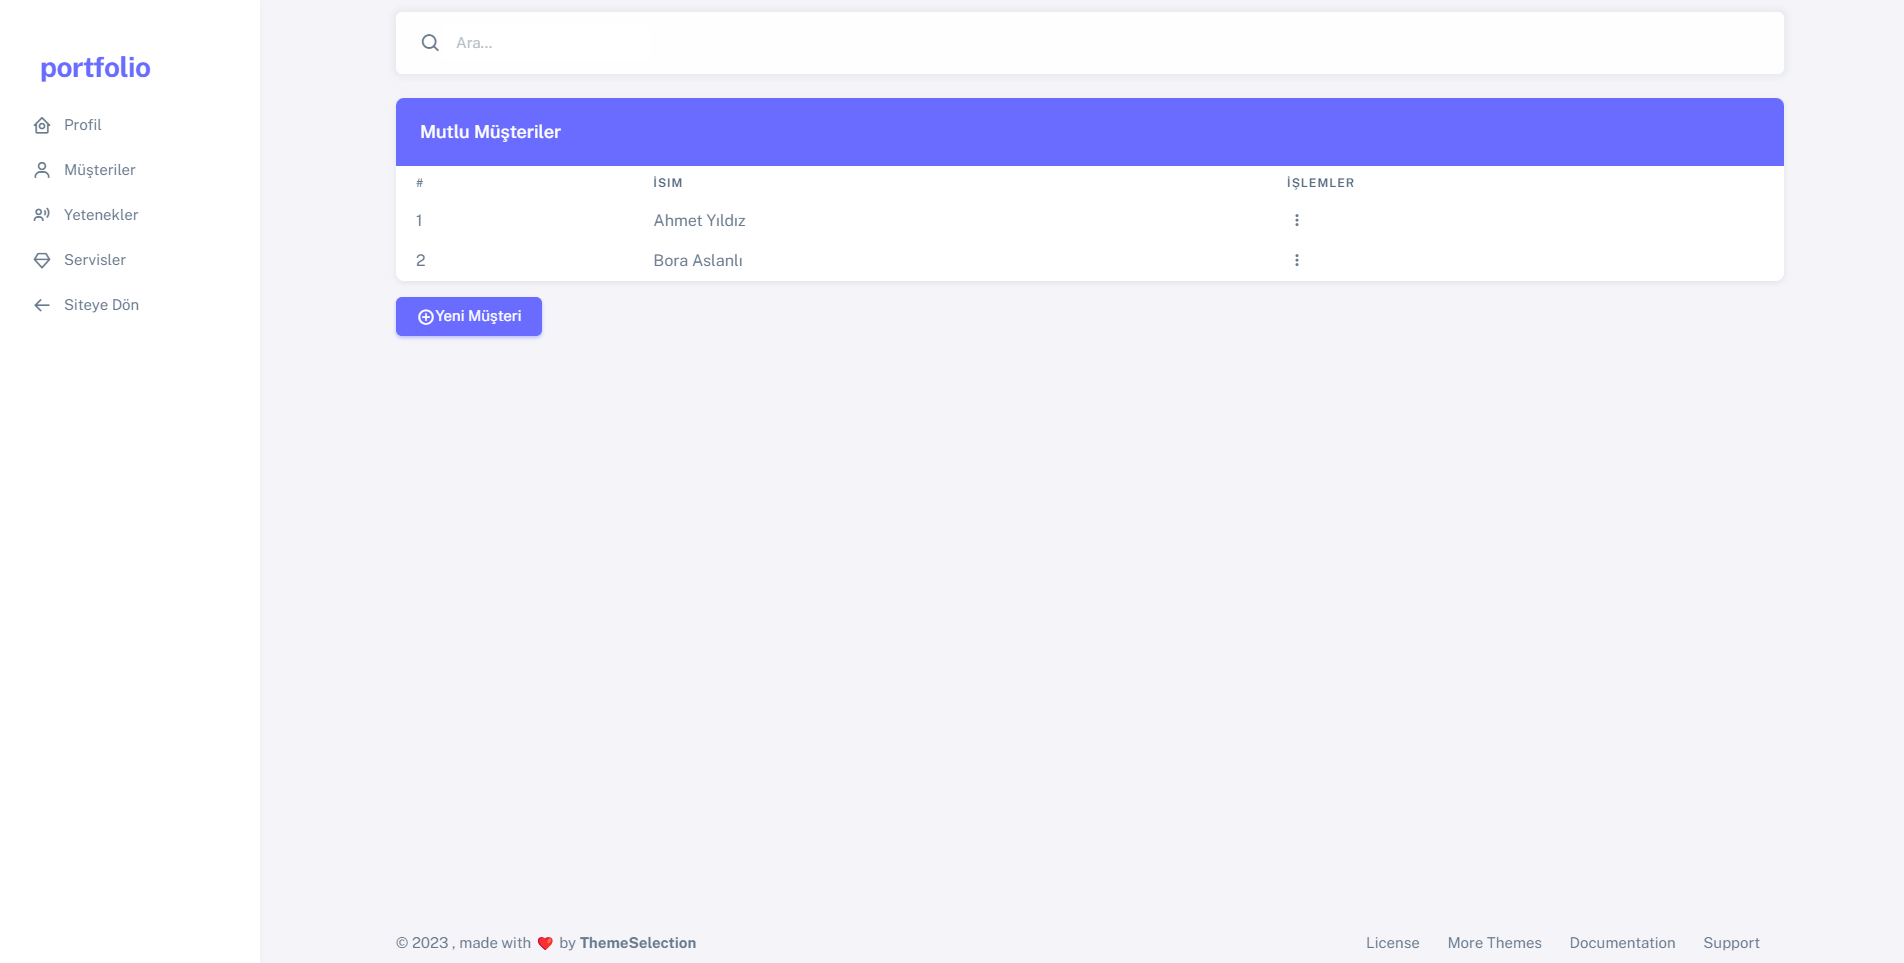 portfolio
Profil
Müşteriler
Yetenekler
Servisler
Siteye Dön
Ara...
Mutlu Müşteriler
# İSIM İŞLEMLER
1 Ahmet Yıldız
2 Bora Aslanlı
Yeni Müşteri
© 2023 , made with ❤️ by ThemeSelection
License More Themes Documentation Support